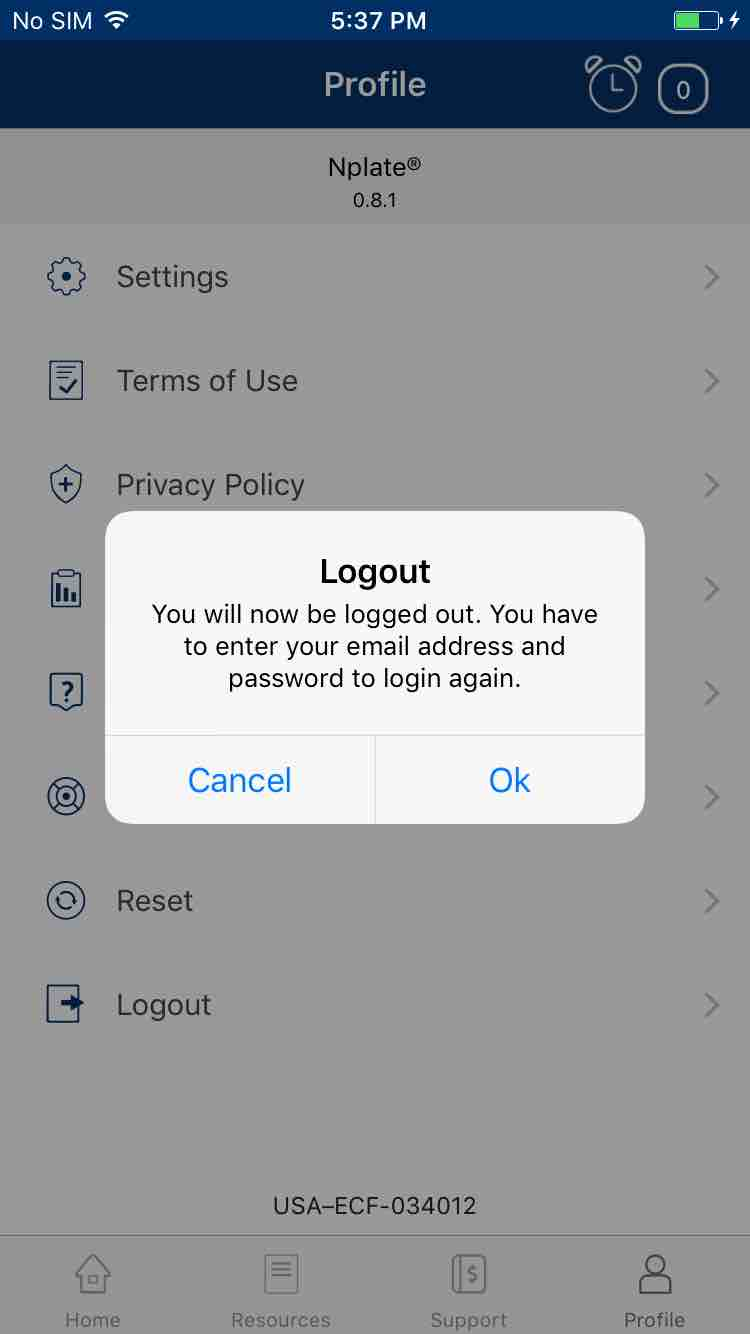 No SIM 5:37 PM
Profile 0
Nplate®
0.8.1
Settings
Terms of Use
Privacy Policy
Logout
You will now be logged out. You have
to enter your email address and
password to login again.
?
Cancel Ok
Reset
Logout
USA–ECF-034012
$
Home Resources Support Profile